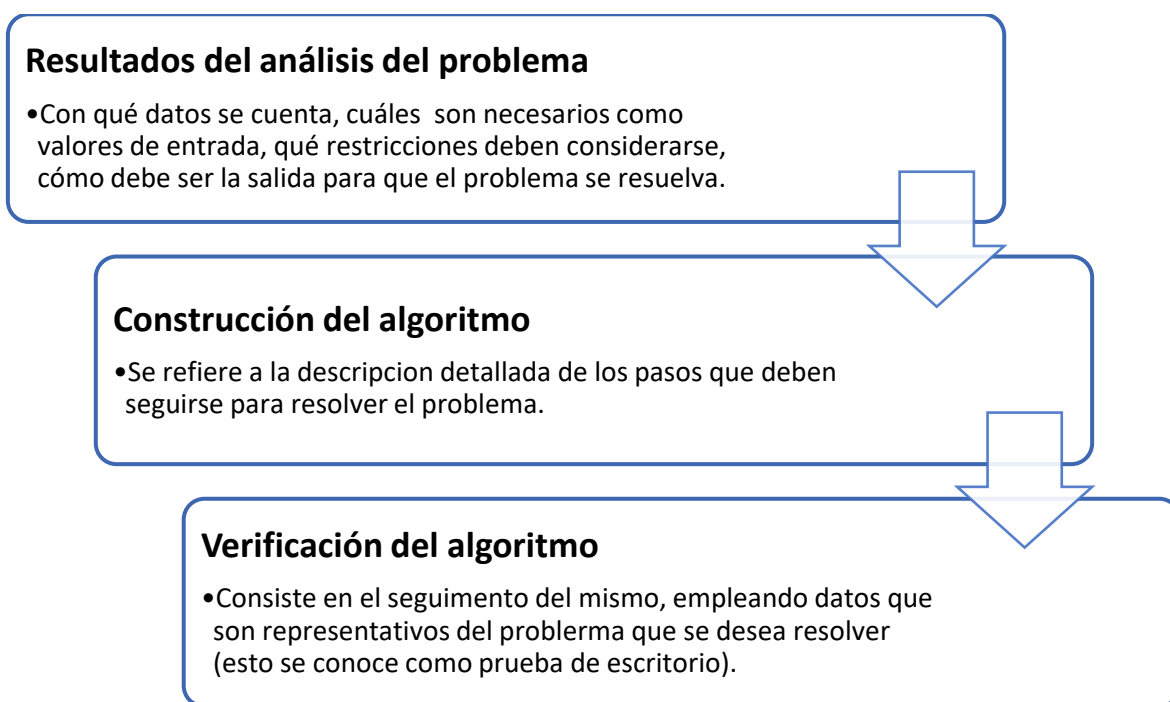 Resultados del análisis del problema
•Con qué datos se cuenta, cuáles son necesarios como
valores de entrada, qué restricciones deben considerarse,
cómo debe ser la salida para que el problema se resuelva.
Construcción del algoritmo
•Se refiere a la descripcion detallada de los pasos que deben
seguirse para resolver el problema.
Verificación del algoritmo
•Consiste en el seguimento del mismo, empleando datos que
son representativos del problerma que se desea resolver
(esto se conoce como prueba de escritorio).